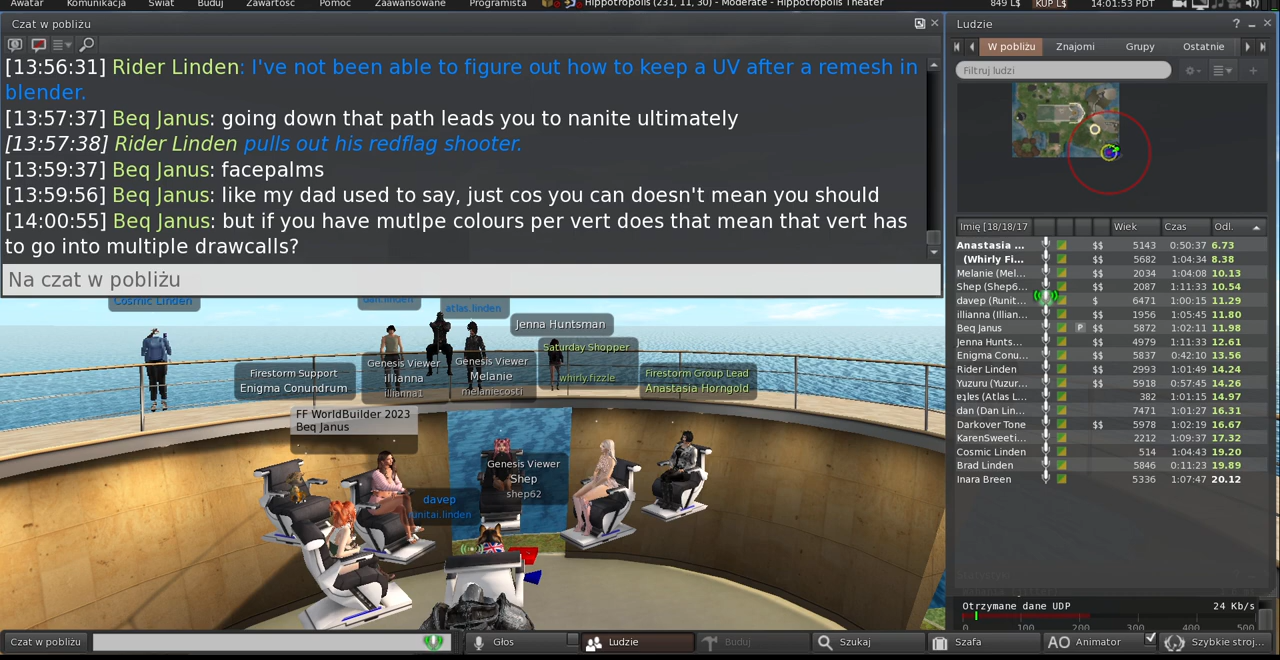 Awatar Komunikacja Świat Buduj Zawartość Pomoc Zaawansowane Programista Hippotropolis (231, 11, 30) - Moderate - Hippotropolis Theater 849 L$ KUP L$ 14:01:53 PDT
Czat w pobliżu
[13:56:31] Rider Linden: I've not been able to figure out how to keep a UV after a remesh in
blender.
[13:57:37] Beq Janus: going down that path leads you to nanite ultimately
[13:57:38] Rider Linden pulls out his redflag shooter.
[13:59:37] Beq Janus: facepalms
[13:59:56] Beq Janus: like my dad used to say, just cos you can doesn't mean you should
[14:00:55] Beq Janus: but if you have mutlpe colours per vert does that mean that vert has
to go into multiple drawcalls?
Na czat w pobliżu
Cosmic Linden
dan.linden
atlas.linden
Jenna Huntsman
Firestorm Support
Enigma Conundrum
Genesis Viewer
illianna
illianna1
Genesis Viewer
Melanie
melaniecosti
Saturday Shopper
whirly.fizzle
Firestorm Group Lead
Anastasia Horngold
FF WorldBuilder 2023
Beq Janus
Genesis Viewer
Shep
shep62
davep
runitai.linden
Ludzie
W pobliżu Znajomi Grupy Ostatnie
Filtruj ludzi
Imię [18/18/17 Wiek Czas Odl.
Anastasia ... $$ 5143 0:50:37 6.73
(Whirly Fi... $$ 5682 1:04:34 8.38
Melanie (Mel... $$ 2034 1:04:08 10.13
Shep (Shep6... $$ 2087 1:11:33 10.54
davep (Runit... $ 6471 1:00:15 11.29
illianna (Illian... $$ 1956 1:05:45 11.80
Beq Janus P $$ 5872 1:02:11 11.98
Jenna Hunts... $$ 4979 1:11:33 12.61
Enigma Conu... $$ 5837 0:42:10 13.56
Rider Linden $$ 2993 1:01:49 14.24
Yuzuru (Yuzur... $$ 5918 0:57:45 14.26
(Atlas L... 382 1:01:15 14.97
dan (Dan Lin... 7471 1:01:27 16.31
Darkover Tone $$ 5978 1:02:19 16.67
KarenSweeti... 2212 1:09:37 17.32
Cosmic Linden 514 1:04:43 19.20
Brad Linden 5846 0:11:23 19.89
Inara Breen 5336 1:07:47 20.12
Otrzymane dane UDP 24 Kb/s
0 100 200 300 400 500
Czat w pobliżu Głos Ludzie Buduj Szukaj Szafa AO Animator Szybkie stroj...